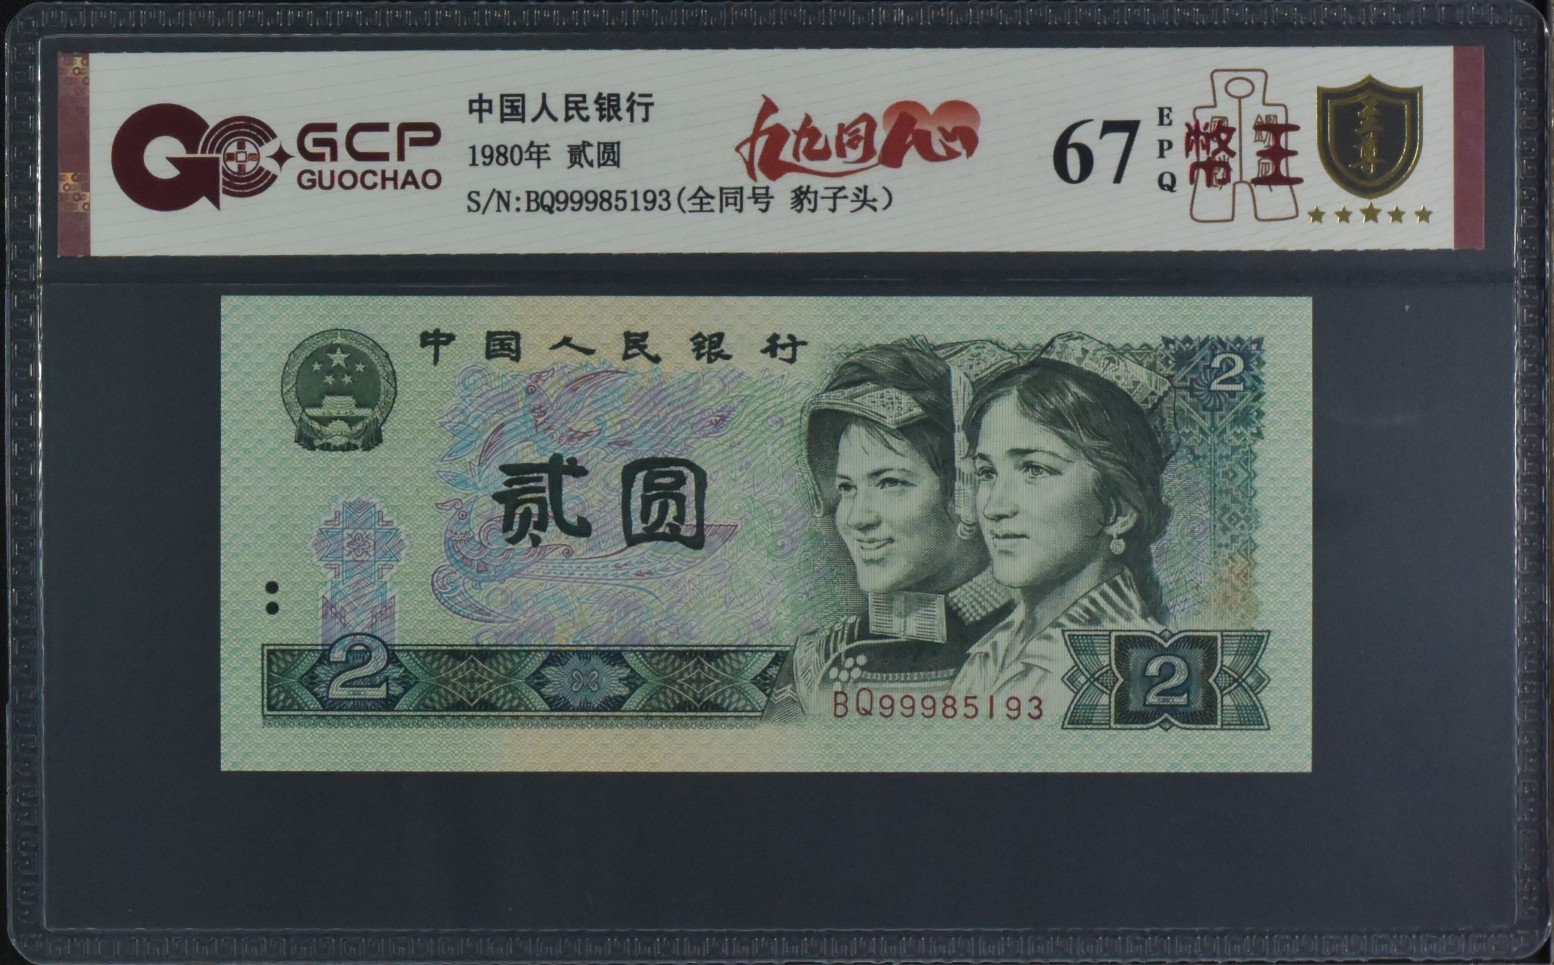 GCP
GUOCHAO
中国人民银行
1980年 贰圆
S/N:BQ99985193(全同号 豹子头)
九九同心
67
EPQ
币王
至尊
中国人民银行
2
贰圆
2
BQ99985193
2